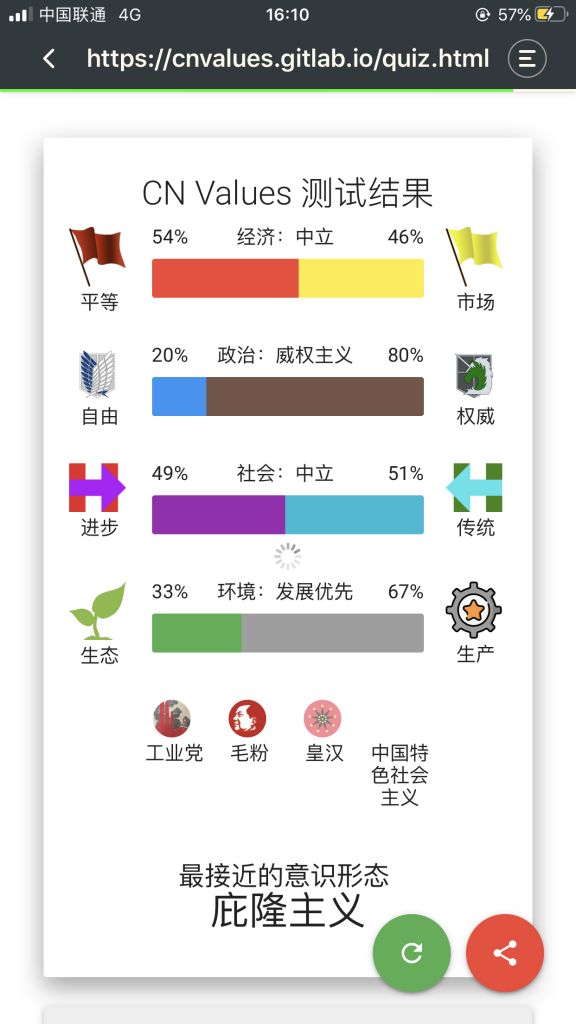 中国联通 4G 16:10 57%
https://cnvalues.gitlab.io/quiz.html
CN Values 测试结果
54% 经济：中立 46%
平等 市场
20% 政治：威权主义 80%
自由 权威
49% 社会：中立 51%
进步 传统
33% 环境：发展优先 67%
生态 生产
工业党 毛粉 皇汉 中国特
色社会
主义
最接近的意识形态
庇隆主义